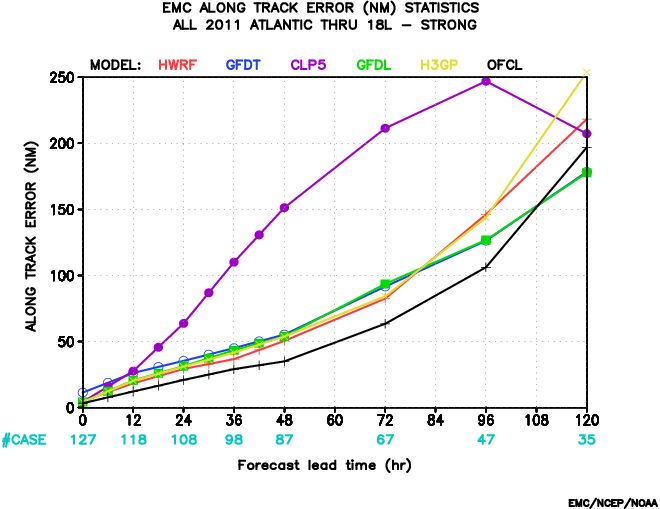 EMC ALONG TRACK ERROR (NM) STATISTICS
ALL 2011 ATLANTIC THRU 18L – STRONG
MODEL: HWRF GFDT CLP5 GFDL H3GP OFCL
250
200
150
100
50
0
ALONG TRACK ERROR (NM)
0 12 24 36 48 60 72 84 96 108 120
#CASE 127 118 108 98 87 67 47 35
Forecast lead time (hr)
EMC/NCEP/NOAA